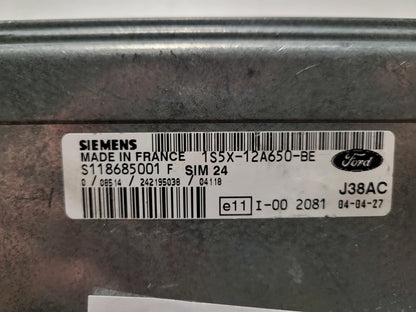 SIEMENS
MADE IN FRANCE 1S5X-12A650-BE
Ford
S118685001 F SIM 24
0 / 08514 / 242195038 / 04118
J38AC
e11 I-00 2081 04-04-27